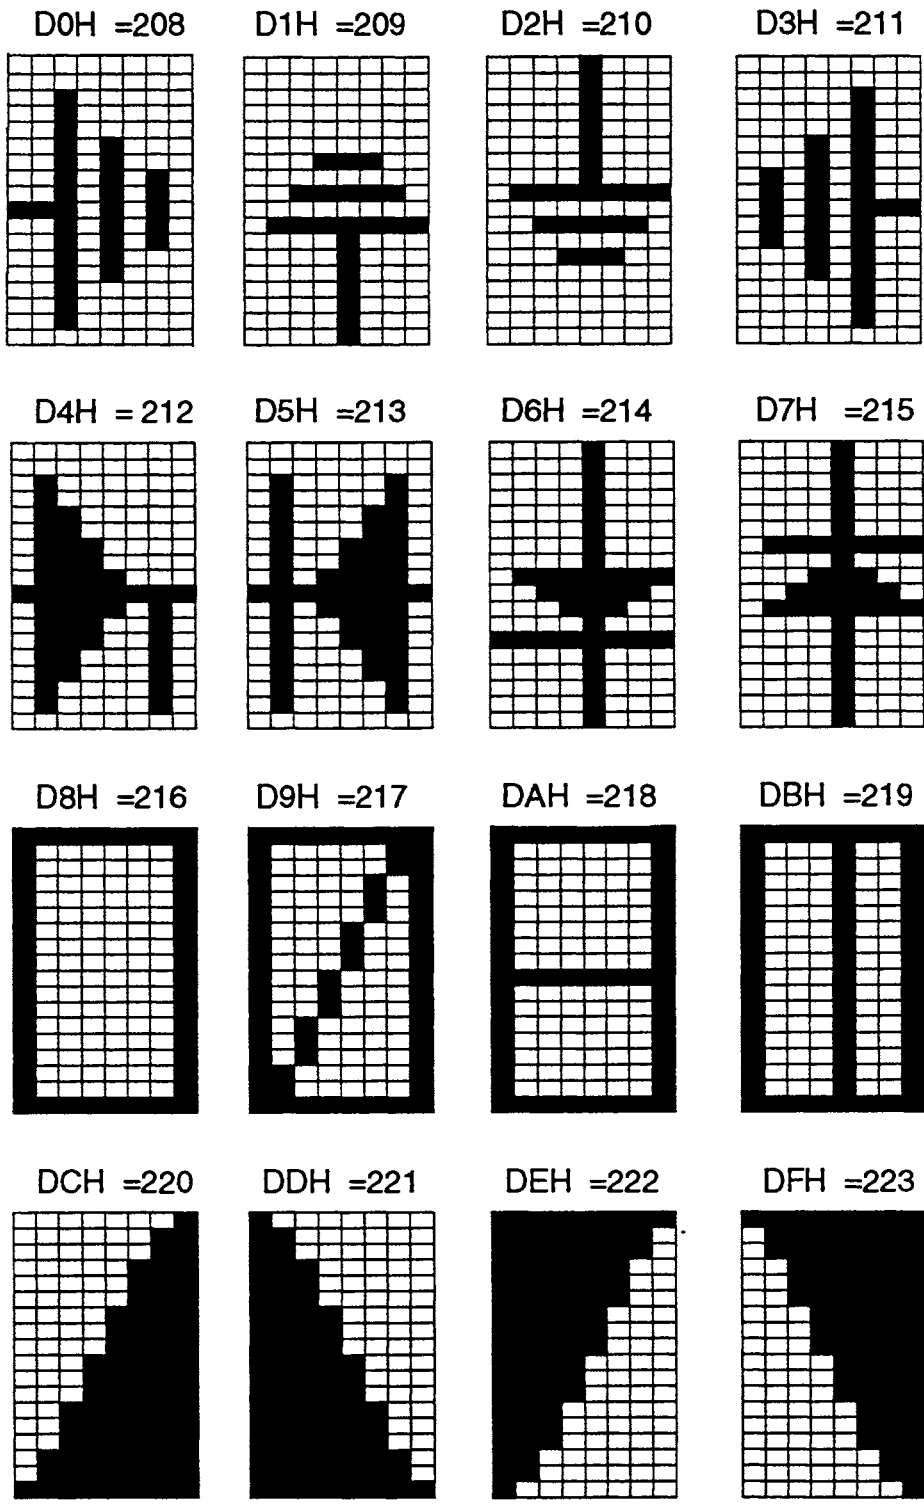 D0H =208 D1H =209 D2H =210 D3H =211
D4H = 212 D5H =213 D6H =214 D7H =215
D8H =216 D9H =217 DAH =218 DBH =219
DCH =220 DDH =221 DEH =222 DFH =223